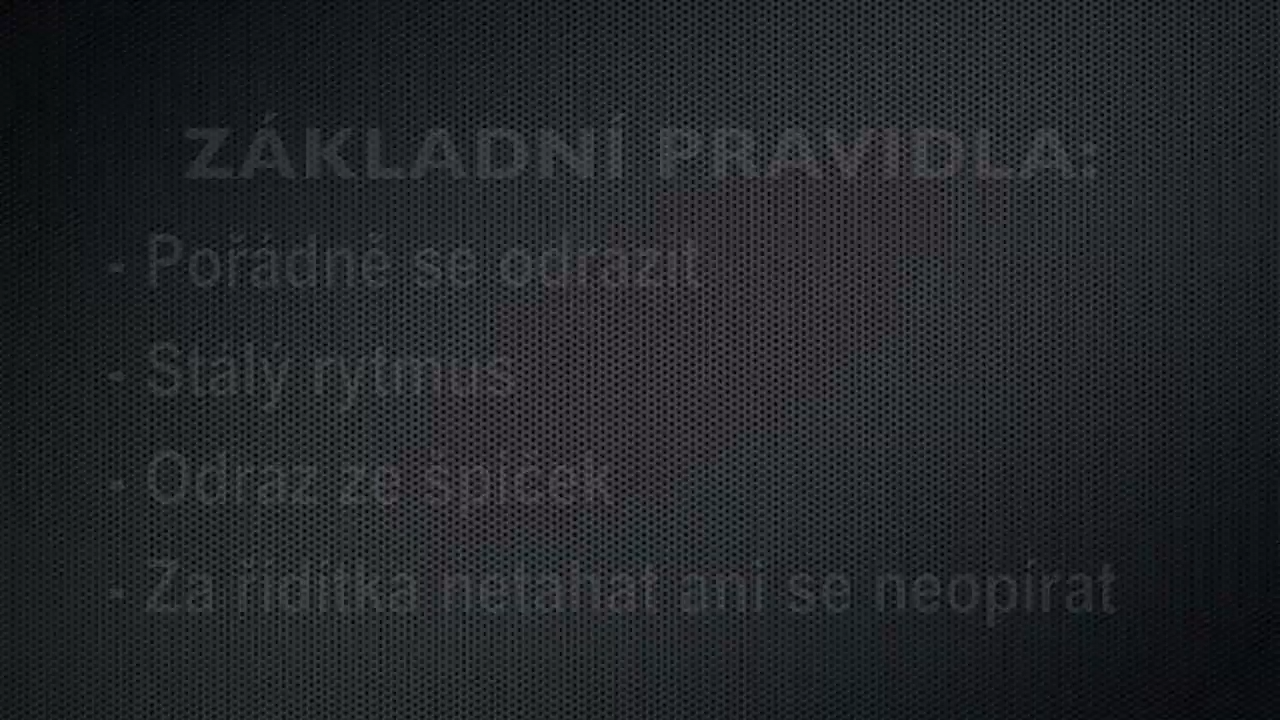 ZÁKLADNÍ PRAVIDLA:
- Pořádně se odrazit
- Stálý rytmus
- Odraz ze špiček
- Za řidítka netahat ani se neopírat